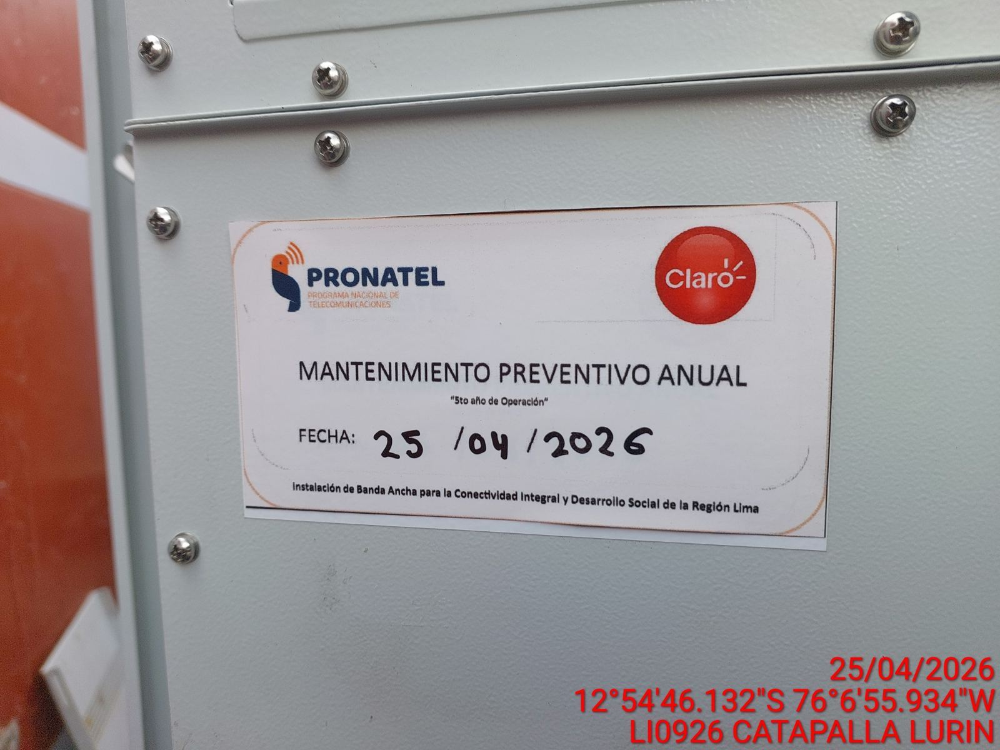 PRONATEL
PROGRAMA NACIONAL DE
TELECOMUNICACIONES
Claro
MANTENIMIENTO PREVENTIVO ANUAL
"5to año de Operación"
FECHA: 25 /04 /2026
Instalación de Banda Ancha para la Conectividad Integral y Desarrollo Social de la Región Lima
25/04/2026
12°54'46.132"S 76°6'55.934"W
LI0926 CATAPALLA LURIN